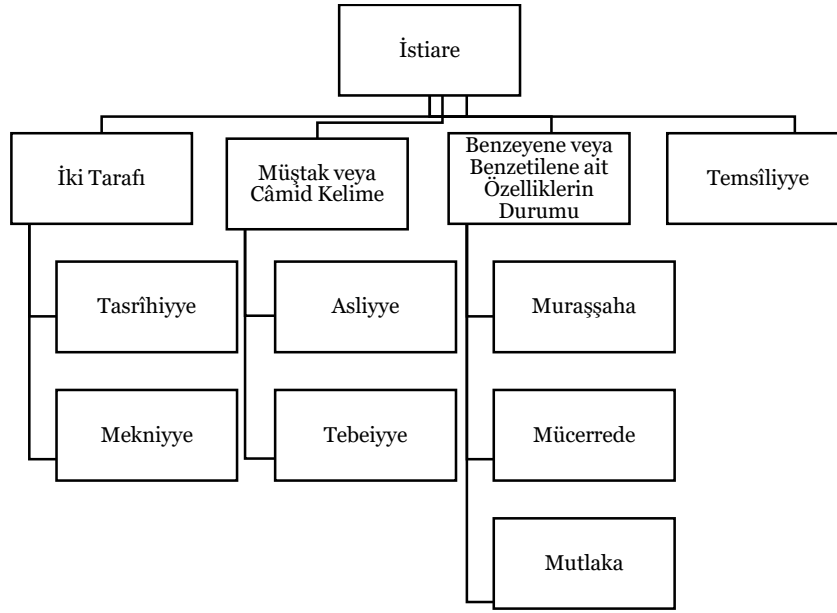 İstiare
İki Tarafı
Müştak veya
Câmid Kelime
Benzeyene veya
Benzetilene ait
Özelliklerin
Durumu
Temsîliyye
Tasrîhiyye
Asliyye
Muraşşaha
Mekniyye
Tebeiyye
Mücerrede
Mutlaka